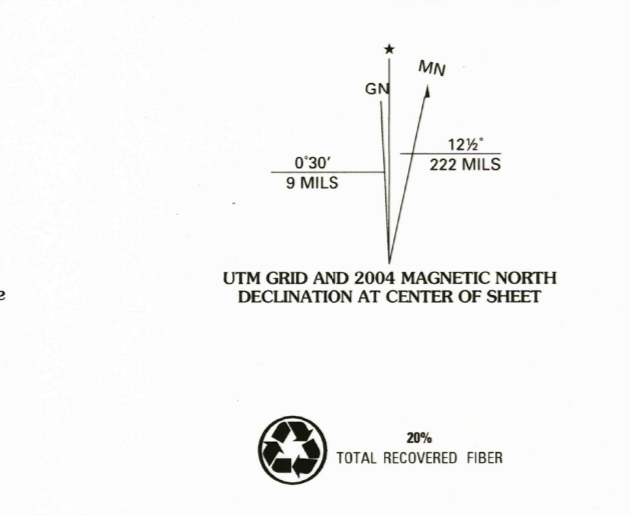 ★
MN
GN
12½°
222 MILS
0°30′
9 MILS
UTM GRID AND 2004 MAGNETIC NORTH
DECLINATION AT CENTER OF SHEET
e
20%
TOTAL RECOVERED FIBER